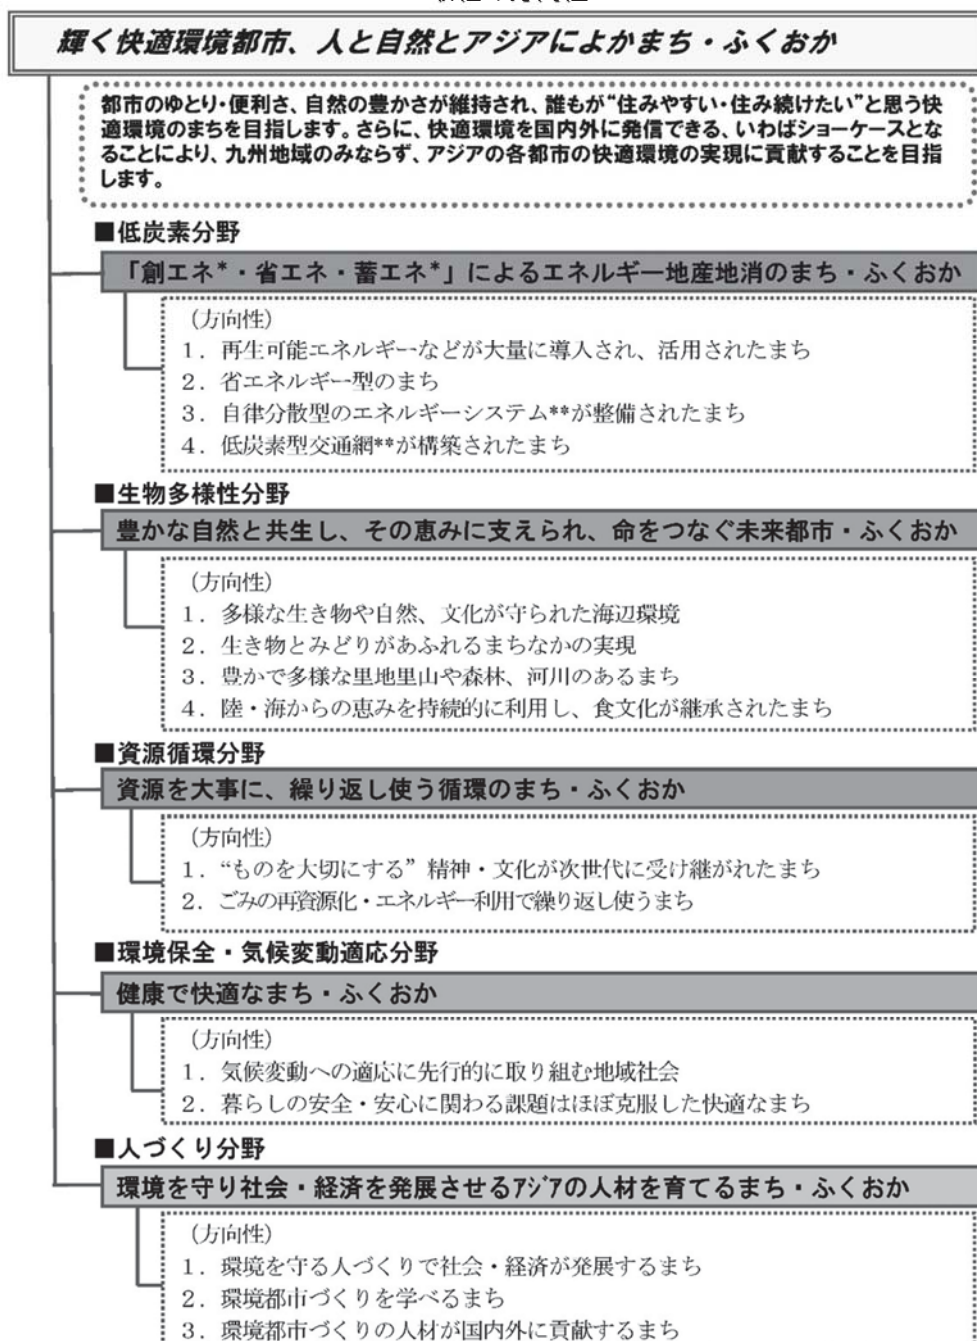 輝く快適環境都市、人と自然とアジアによかまち・ふくおか
都市のゆとり・便利さ、自然の豊かさが維持され、誰もが“住みやすい・住み続けたい”と思う快
適環境のまちを目指します。さらに、快適環境を国内外に発信できる、いわばショーケースとな
ることにより、九州地域のみならず、アジアの各都市の快適環境の実現に貢献することを目指
します。
■低炭素分野
「創エネ*・省エネ・蓄エネ*」によるエネルギー地産地消のまち・ふくおか
（方向性）
１．再生可能エネルギーなどが大量に導入され、活用されたまち
２．省エネルギー型のまち
３．自律分散型のエネルギーシステム**が整備されたまち
４．低炭素型交通網**が構築されたまち
■生物多様性分野
豊かな自然と共生し、その恵みに支えられ、命をつなぐ未来都市・ふくおか
（方向性）
１．多様な生き物や自然、文化が守られた海辺環境
２．生き物とみどりがあふれるまちなかの実現
３．豊かで多様な里地里山や森林、河川のあるまち
４．陸・海からの恵みを持続的に利用し、食文化が継承されたまち
■資源循環分野
資源を大事に、繰り返し使う循環のまち・ふくおか
（方向性）
１．“ものを大切にする”精神・文化が次世代に受け継がれたまち
２．ごみの再資源化・エネルギー利用で繰り返し使うまち
■環境保全・気候変動適応分野
健康で快適なまち・ふくおか
（方向性）
１．気候変動への適応に先行的に取り組む地域社会
２．暮らしの安全・安心に関わる課題はほぼ克服した快適なまち
■人づくり分野
環境を守り社会・経済を発展させるｱｼﾞｱの人材を育てるまち・ふくおか
（方向性）
１．環境を守る人づくりで社会・経済が発展するまち
２．環境都市づくりを学べるまち
３．環境都市づくりの人材が国内外に貢献するまち